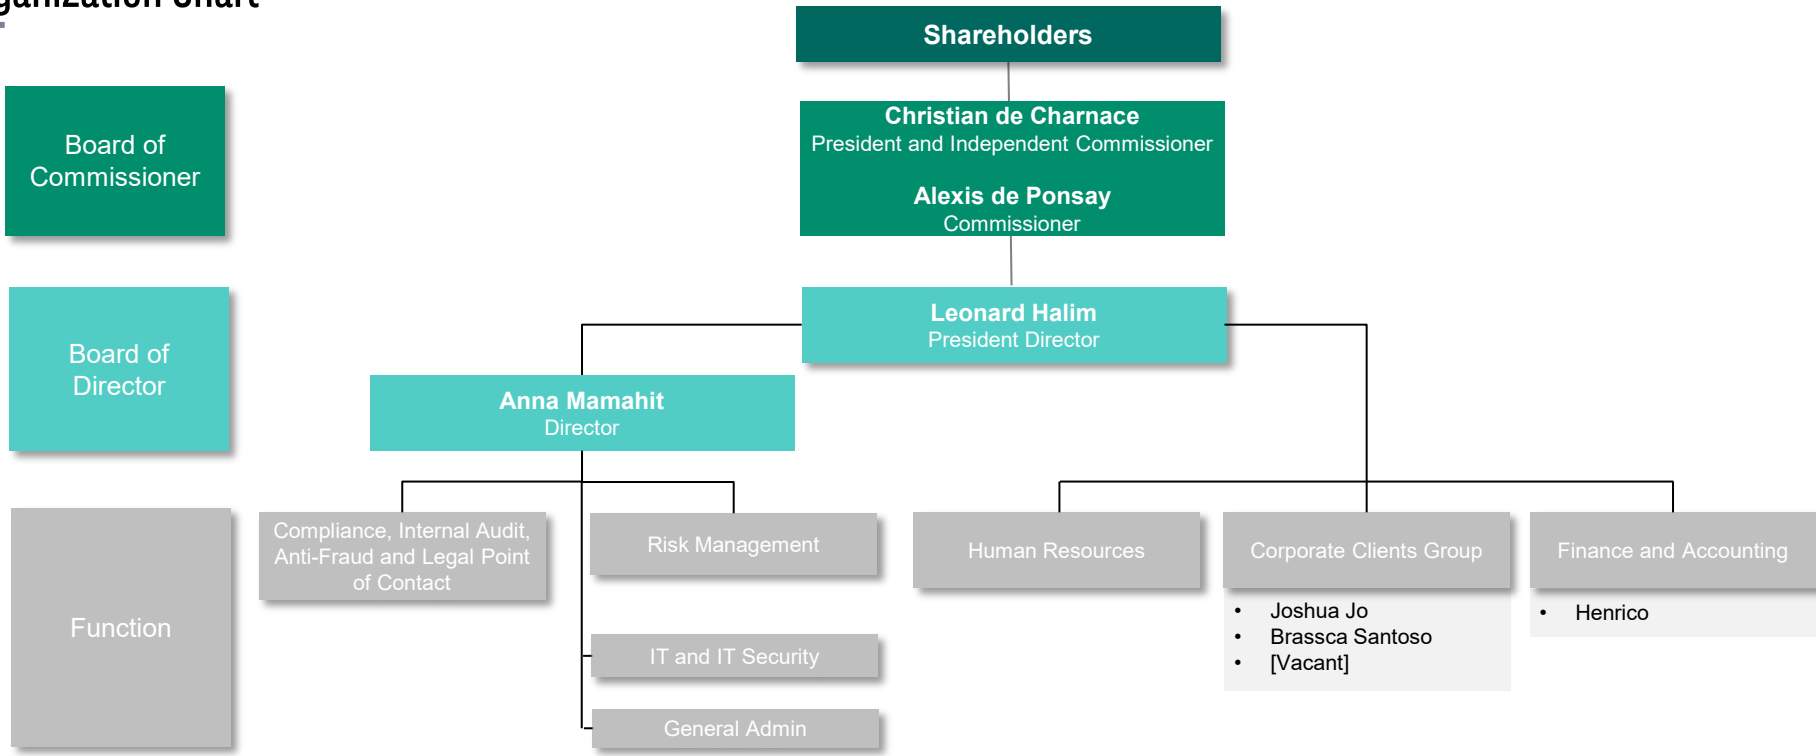 ganization Chart
Shareholders
Board of
Commissioner
Christian de Charnace
President and Independent Commissioner
Alexis de Ponsay
Commissioner
Board of
Director
Leonard Halim
President Director
Anna Mamahit
Director
Function
Compliance, Internal Audit,
Anti-Fraud and Legal Point
of Contact
Risk Management
IT and IT Security
General Admin
Human Resources
Corporate Clients Group
• Joshua Jo
• Brassca Santoso
• [Vacant]
Finance and Accounting
• Henrico